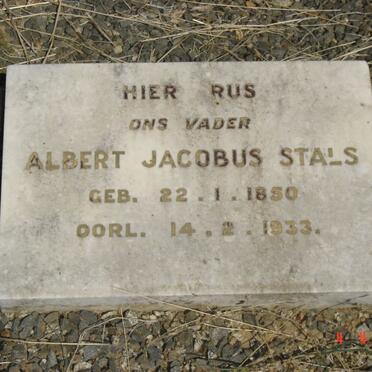 HIER RUS
ONS VADER
ALBERT JACOBUS STALS
GEB. 22.1.1850
OORL. 14.2.1933.